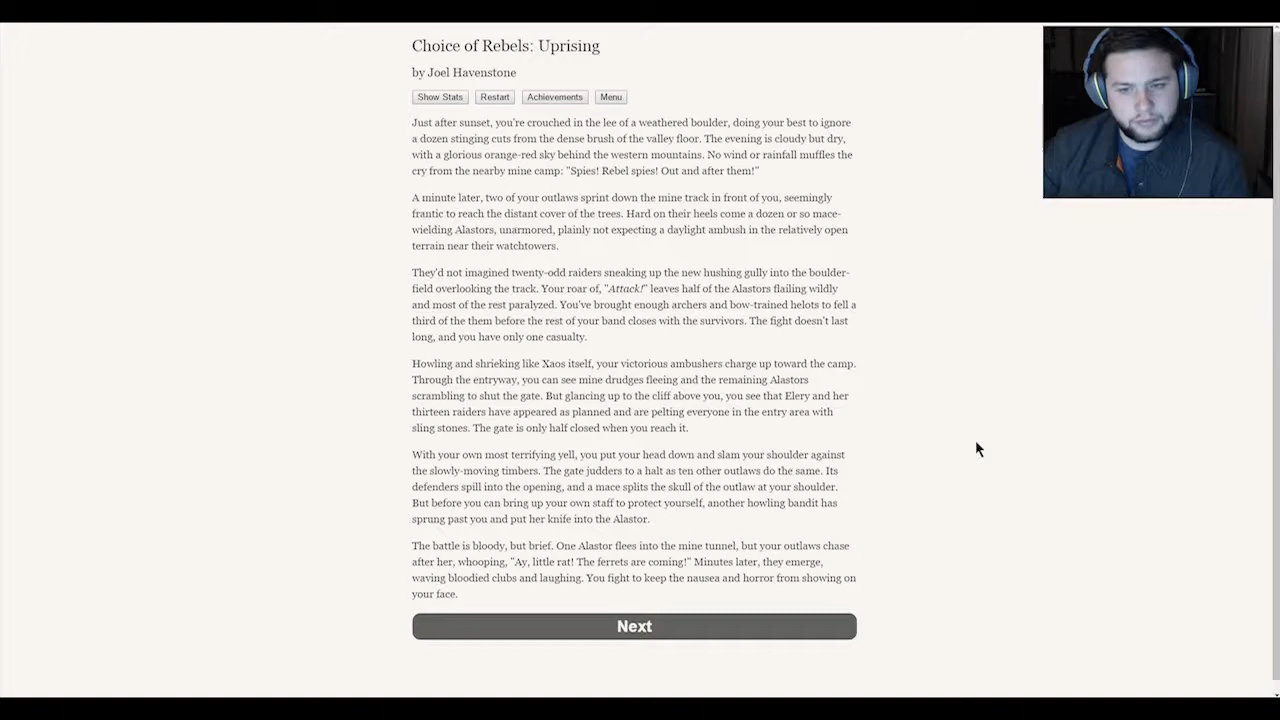 Choice of Rebels: Uprising
by Joel Havenstone
Show Stats Restart Achievements Menu
Just after sunset, you're crouched in the lee of a weathered boulder, doing your best to ignore
a dozen stinging cuts from the dense brush of the valley floor. The evening is cloudy but dry,
with a glorious orange-red sky behind the western mountains. No wind or rainfall muffles the
cry from the nearby mine camp: "Spies! Rebel spies! Out and after them!"
A minute later, two of your outlaws sprint down the mine track in front of you, seemingly
frantic to reach the distant cover of the trees. Hard on their heels come a dozen or so mace-
wielding Alastors, unarmored, plainly not expecting a daylight ambush in the relatively open
terrain near their watchtowers.
They'd not imagined twenty-odd raiders sneaking up the new hushing gully into the boulder-
field overlooking the track. Your roar of, "Attack!" leaves half of the Alastors flailing wildly
and most of the rest paralyzed. You've brought enough archers and bow-trained helots to fell a
third of the them before the rest of your band closes with the survivors. The fight doesn't last
long, and you have only one casualty.
Howling and shrieking like Xaos itself, your victorious ambushers charge up toward the camp.
Through the entryway, you can see mine drudges fleeing and the remaining Alastors
scrambling to shut the gate. But glancing up to the cliff above you, you see that Elery and her
thirteen raiders have appeared as planned and are pelting everyone in the entry area with
sling stones. The gate is only half closed when you reach it.
With your own most terrifying yell, you put your head down and slam your shoulder against
the slowly-moving timbers. The gate judders to a halt as ten other outlaws do the same. Its
defenders spill into the opening, and a mace splits the skull of the outlaw at your shoulder.
But before you can bring up your own staff to protect yourself, another howling bandit has
sprung past you and put her knife into the Alastor.
The battle is bloody, but brief. One Alastor flees into the mine tunnel, but your outlaws chase
after her, whooping, "Ay, little rat! The ferrets are coming!" Minutes later, they emerge,
waving bloodied clubs and laughing. You fight to keep the nausea and horror from showing on
your face.
Next